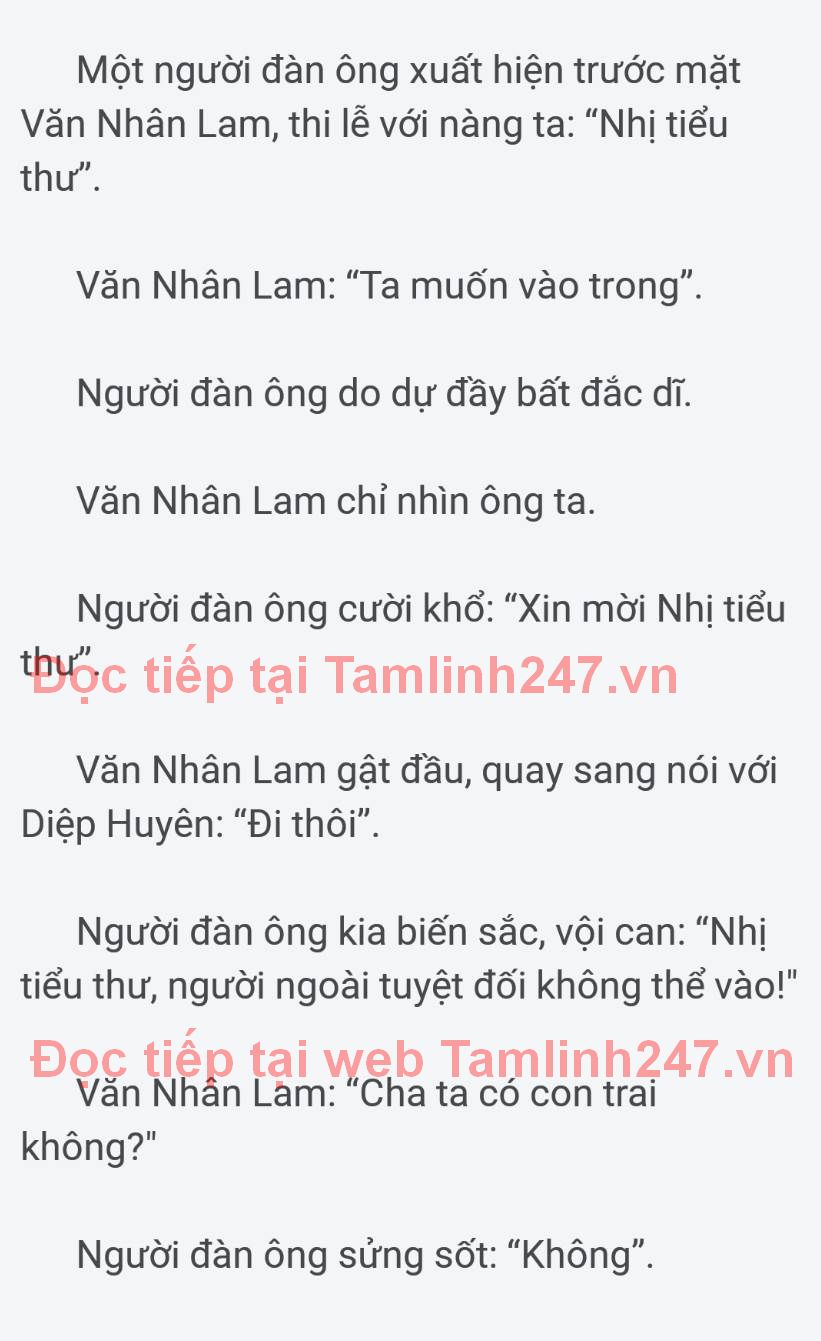 Một người đàn ông xuất hiện trước mặt
Văn Nhân Lam, thi lễ với nàng ta: “Nhị tiểu
thư”.
Văn Nhân Lam: “Ta muốn vào trong”.
Người đàn ông do dự đầy bất đắc dĩ.
Văn Nhân Lam chỉ nhìn ông ta.
Người đàn ông cười khổ: “Xin mời Nhị tiểu
thư”.
Đọc tiếp tại Tamlinh247.vn
Văn Nhân Lam gật đầu, quay sang nói với
Diệp Huyên: “Đi thôi”.
Người đàn ông kia biến sắc, vội can: “Nhị
tiểu thư, người ngoài tuyệt đối không thể vào!"
Đọc tiếp tại web Tamlinh247.vn
Văn Nhân Lam: “Cha ta có con trai
không?"
Người đàn ông sửng sốt: “Không”.